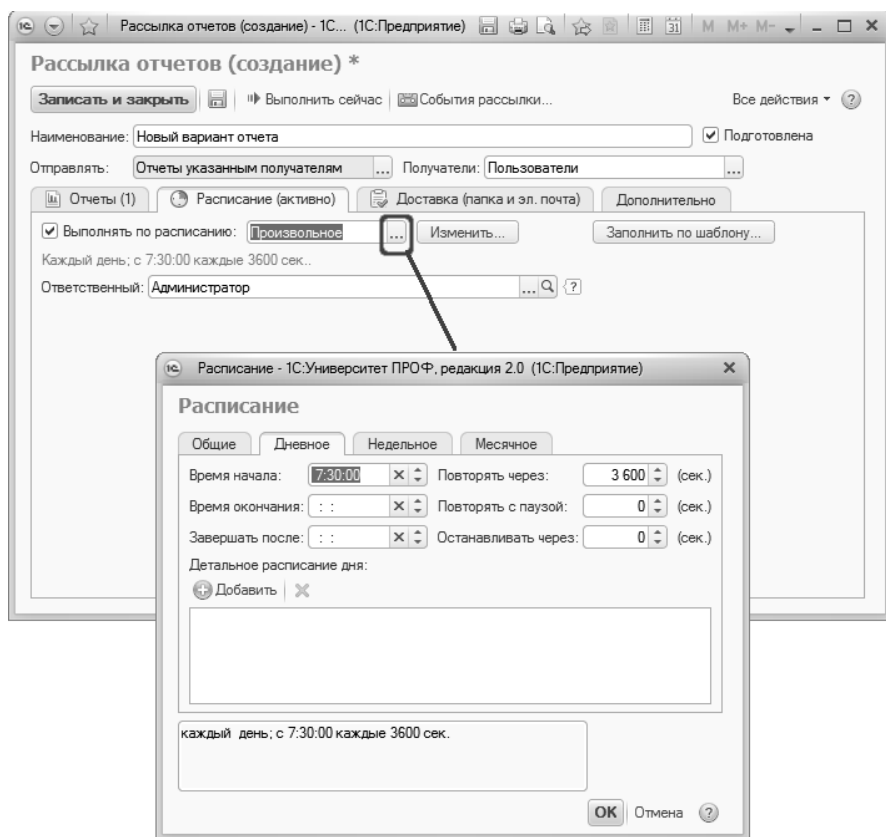 Рассылка отчетов (создание) - 1С... (1С:Предприятие) M M+ M-
Рассылка отчетов (создание) *
Записать и закрыть Выполнить сейчас События рассылки... Все действия ?
Наименование: Новый вариант отчета Подготовлена
Отправлять: Отчеты указанным получателям ... Получатели: Пользователи ...
Отчеты (1) Расписание (активно) Доставка (папка и эл. почта) Дополнительно
Выполнять по расписанию: Произвольное ... Изменить... Заполнить по шаблону...
Каждый день; с 7:30:00 каждые 3600 сек..
Ответственный: Администратор ... ?
Расписание - 1С:Университет ПРОФ, редакция 2.0 (1С:Предприятие)
Расписание
Общие Дневное Недельное Месячное
Время начала: 7:30:00 Повторять через: 3 600 (сек.)
Время окончания: : : Повторять с паузой: 0 (сек.)
Завершать после: : : Останавливать через: 0 (сек.)
Детальное расписание дня:
Добавить
каждый день; с 7:30:00 каждые 3600 сек.
OK Отмена ?